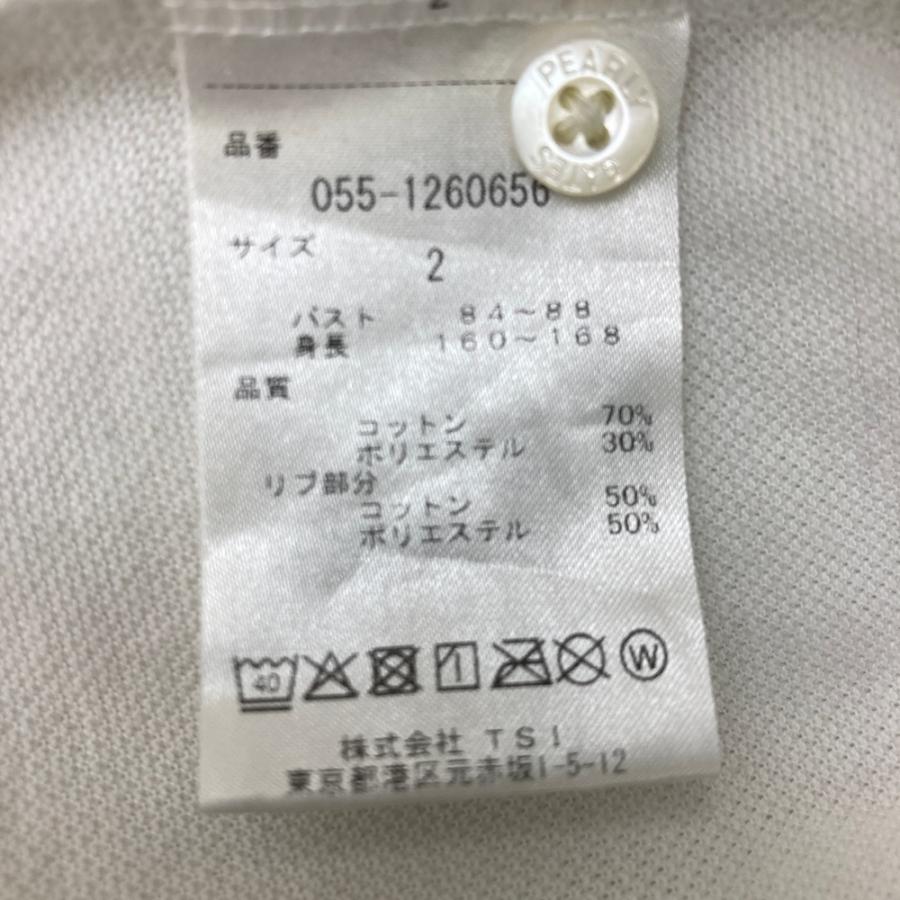 2
PEARLY
GATES
品番
055-1260656
サイズ
2
バスト 84~88
身長 160~168
品質
コットン 70%
ポリエステル 30%
リブ部分
コットン 50%
ポリエステル 50%
40
W
株式会社 TSI
東京都港区元赤坂1-5-12